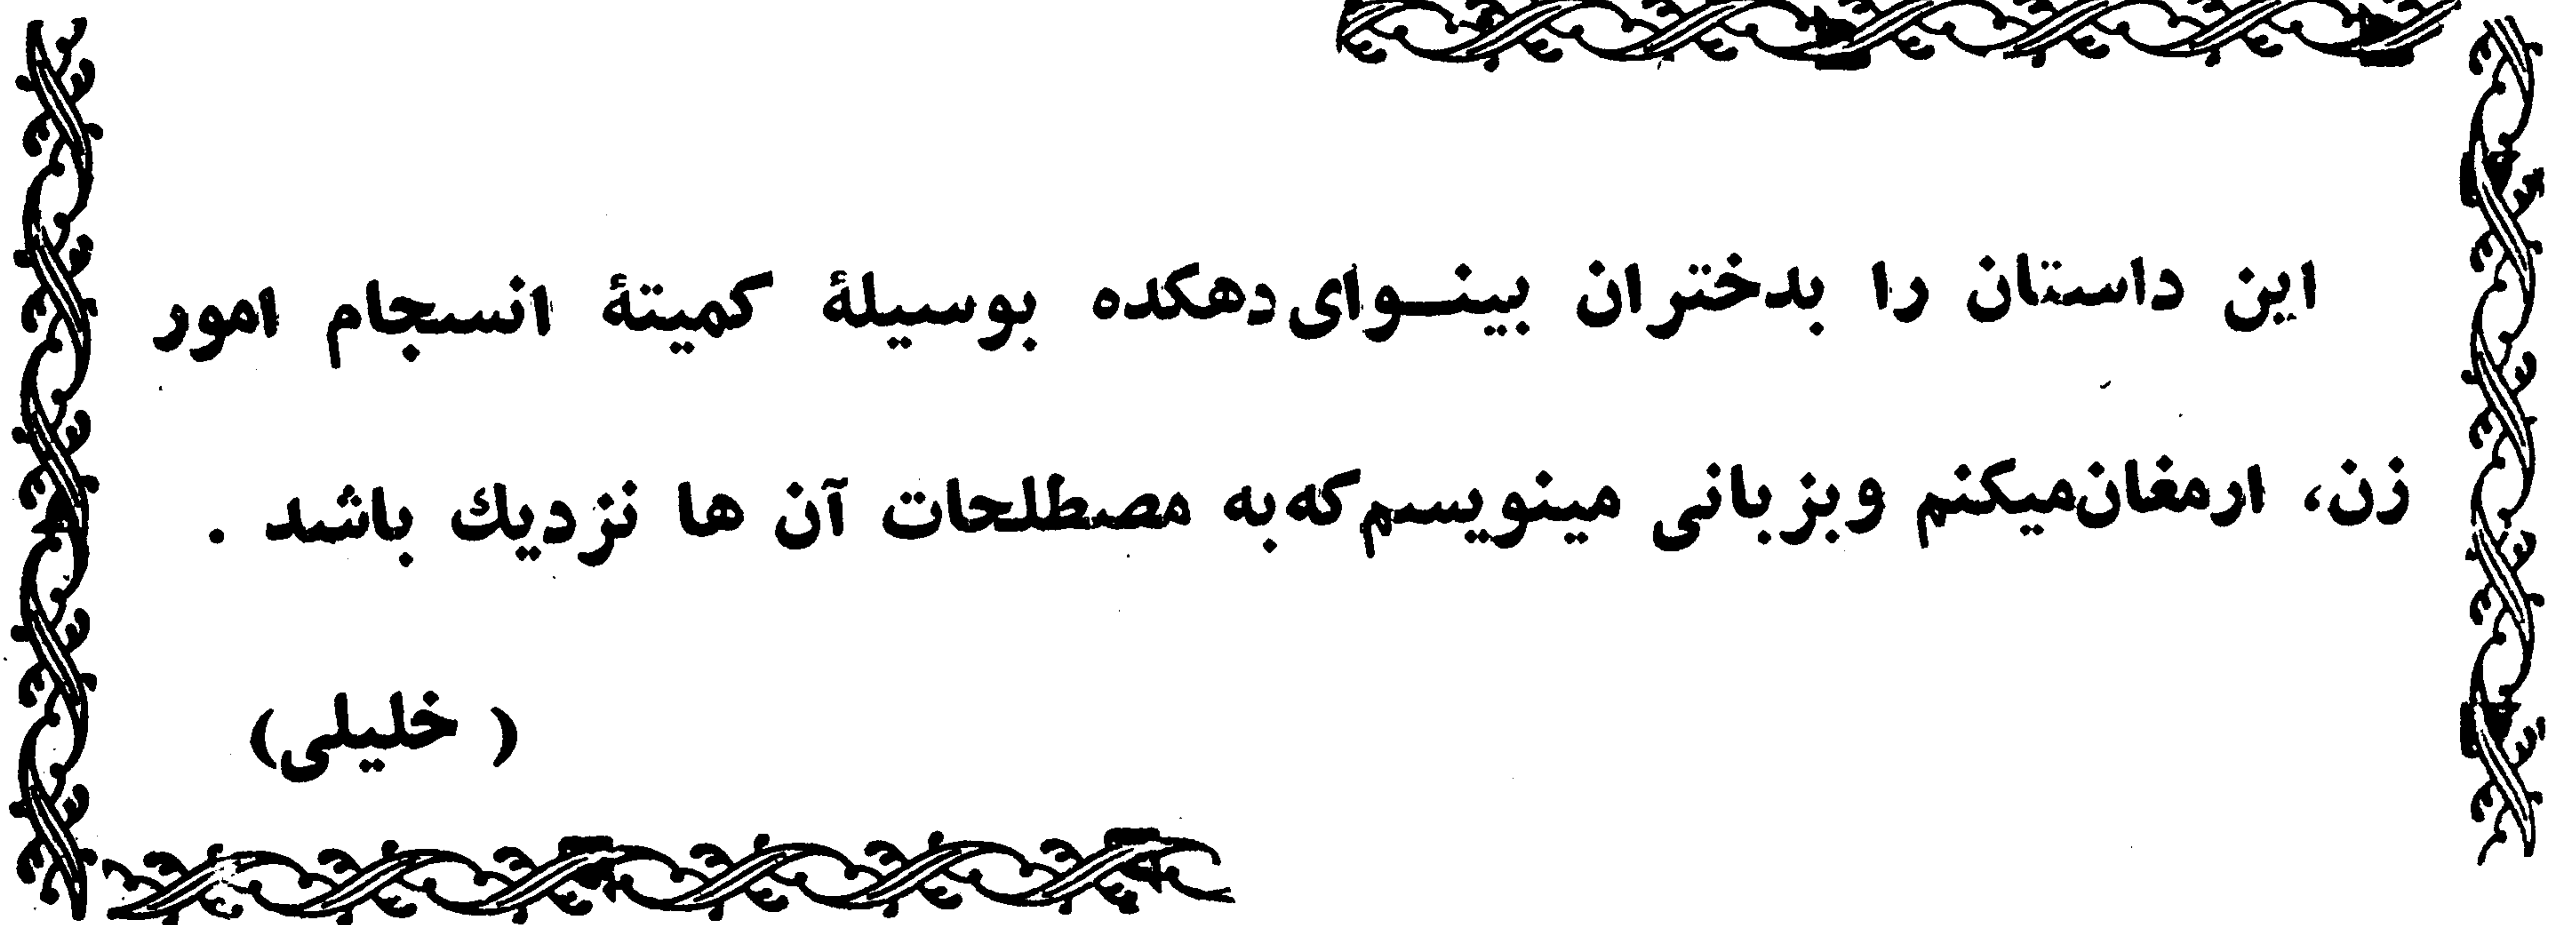 این داستان را بدختران بینـوای دهکده بوسیلهٔ کمیتهٔ انسجام امور
زن، ارمغان میکنم و بزبانی مینویسم که به مصطلحات آن ها نزدیك باشد .
( خلیلی)